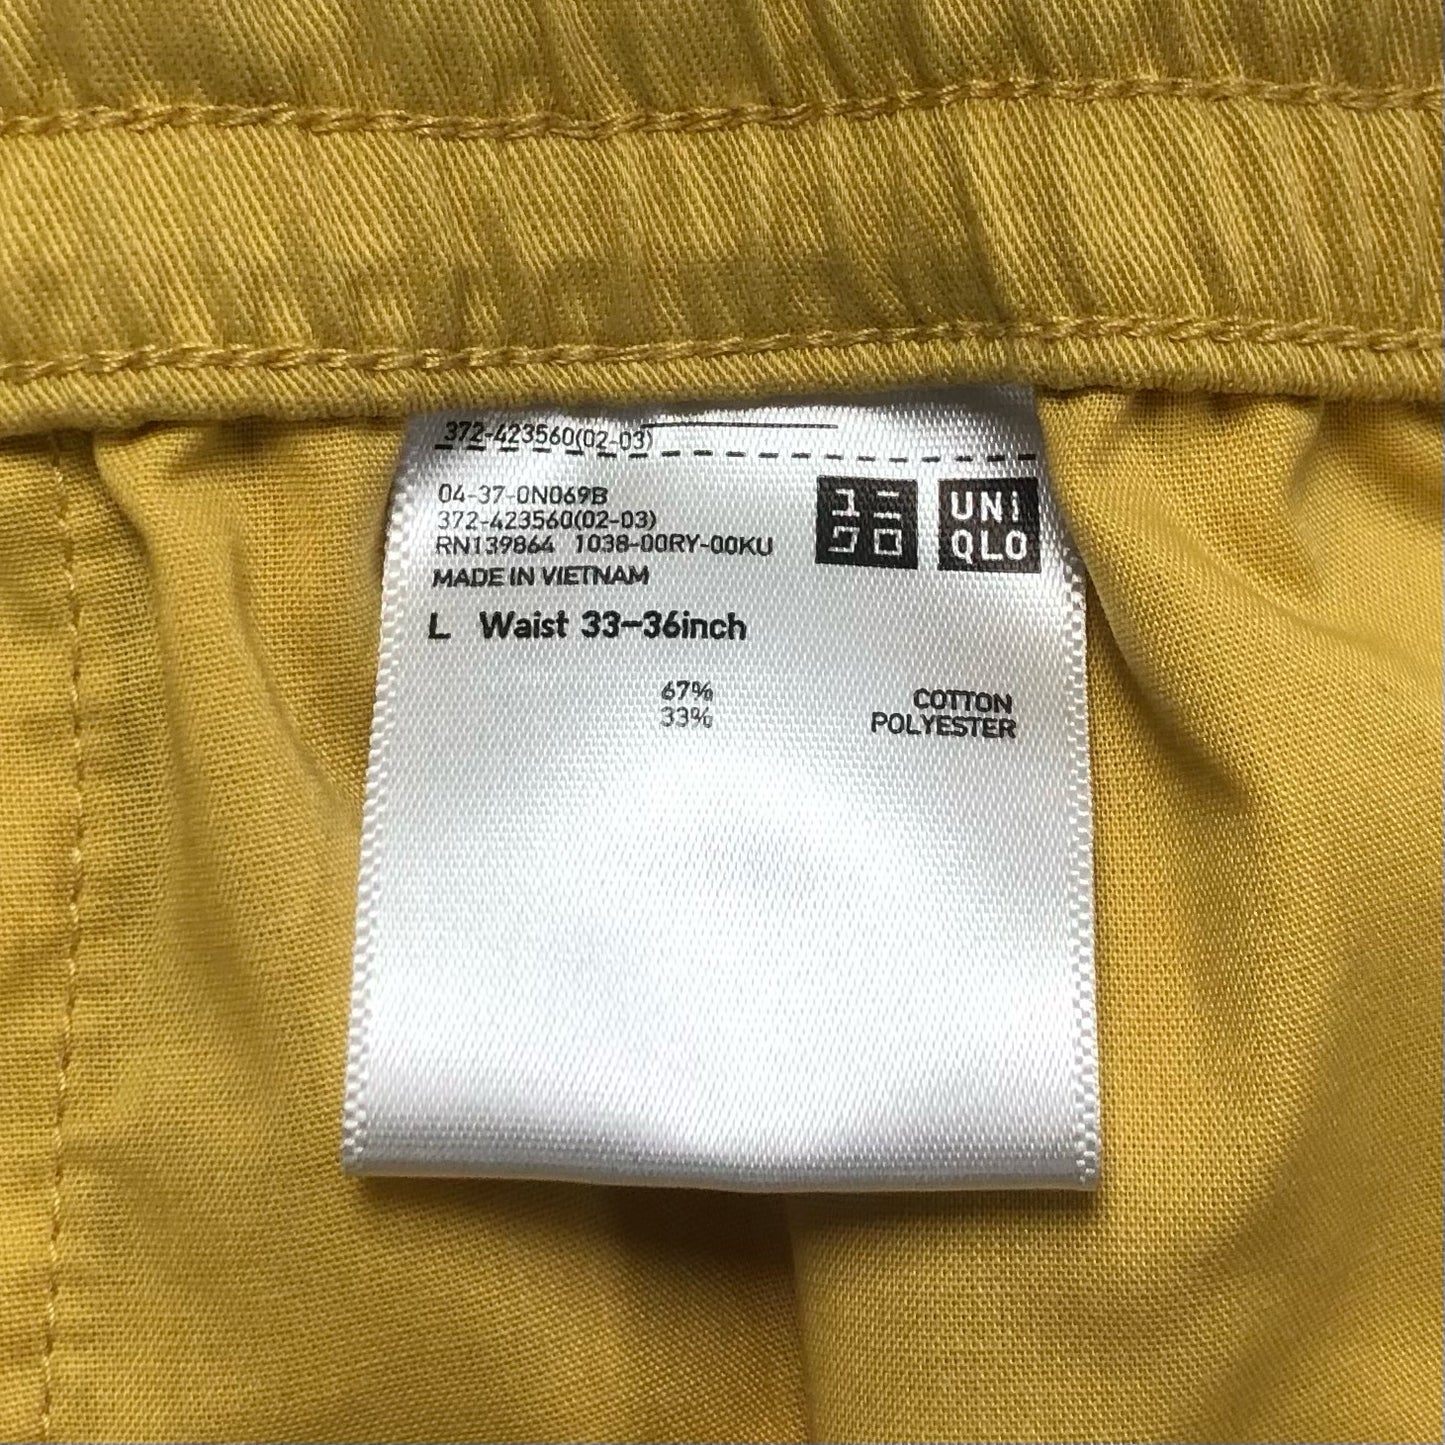 372-423560(02-03)
04-37-0N069B
372-423560(02-03)
RN139864 1038-00RY-00KU
MADE IN VIETNAM
ユニ
クロ
UNI
QLO
L Waist 33-36inch
67% COTTON
33% POLYESTER